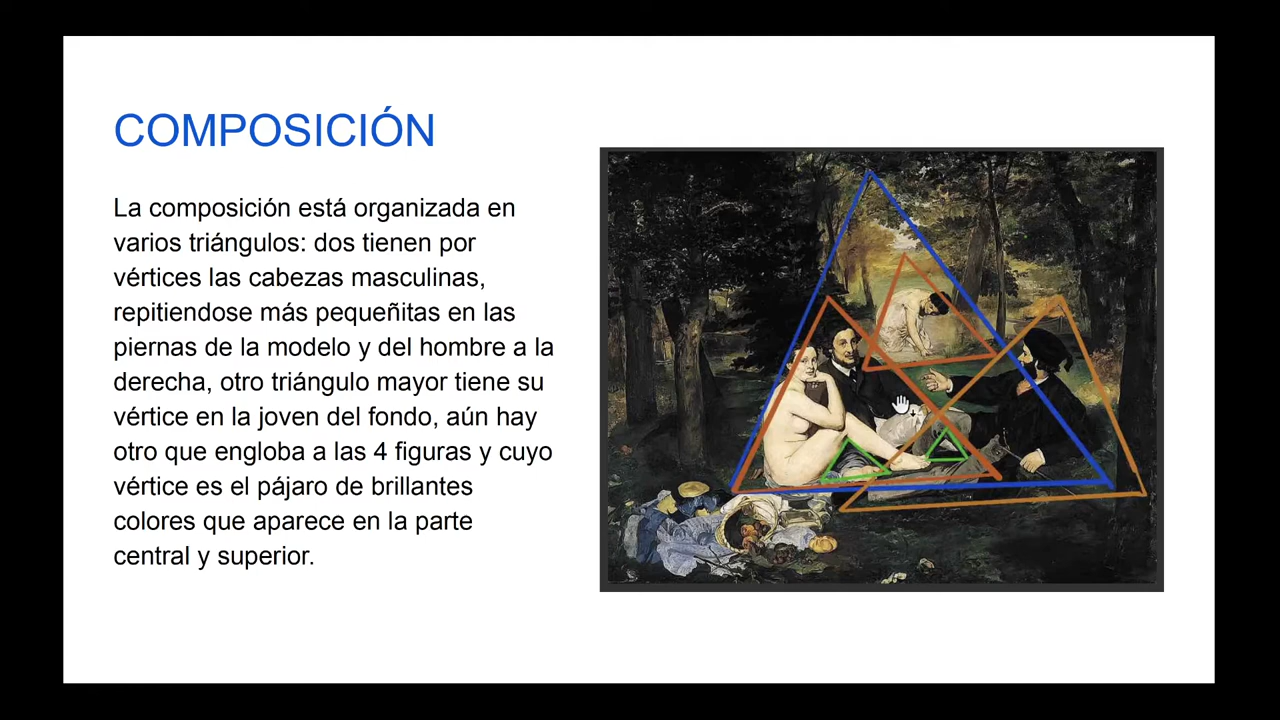 COMPOSICIÓN
La composición está organizada en
varios triángulos: dos tienen por
vértices las cabezas masculinas,
repitiendose más pequeñitas en las
piernas de la modelo y del hombre a la
derecha, otro triángulo mayor tiene su
vértice en la joven del fondo, aún hay
otro que engloba a las 4 figuras y cuyo
vértice es el pájaro de brillantes
colores que aparece en la parte
central y superior.